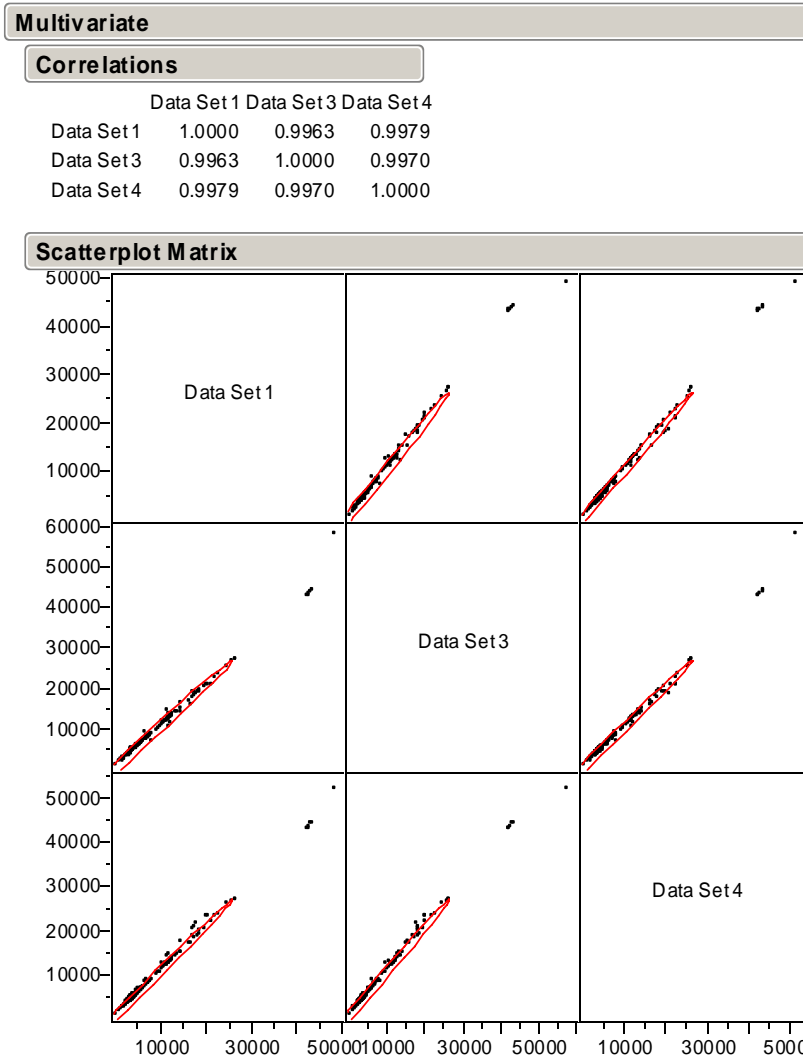 Multivariate
Correlations
Data Set 1 Data Set 3 Data Set 4
Data Set 1 1.0000 0.9963 0.9979
Data Set 3 0.9963 1.0000 0.9970
Data Set 4 0.9979 0.9970 1.0000
Scatterplot Matrix
50000
40000
30000
20000
10000
Data Set 1
60000
50000
40000
30000
20000
10000
Data Set 3
50000
40000
30000
20000
10000
Data Set 4
10000 30000 50000 10000 30000 50000 10000 30000 5000